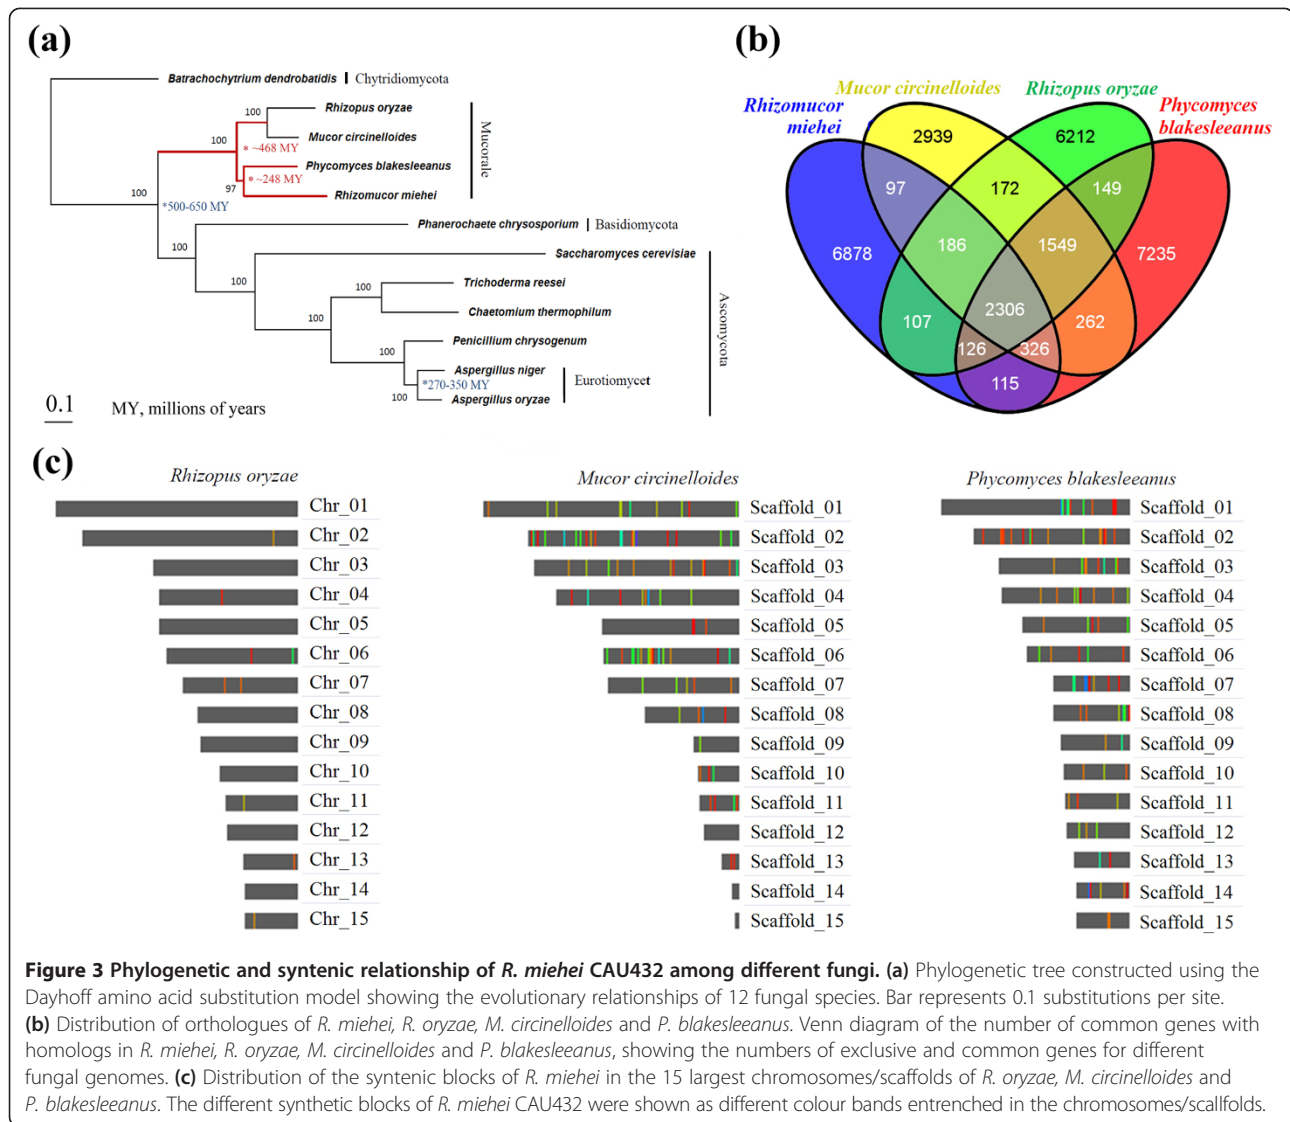 (a)
Batrachochytrium dendrobatidis Chytridiomycota
100
Rhizopus oryzae
100
Mucor circinelloides
* ~468 MY
Phycomyces blakesleeanus
* ~248 MY
97
Rhizomucor miehei
Mucorale
100
*500-650 MY
Phanerochaete chrysosporium Basidiomycota
100
Saccharomyces cerevisiae
100
Trichoderma reesei
100
Chaetomium thermophilum
100
Penicillium chrysogenum
100
Aspergillus niger
*270-350 MY
Eurotiomycet
100
Aspergillus oryzae
Ascomycota
0.1
MY, millions of years
(b)
Mucor circinelloides
Rhizopus oryzae
Rhizomucor
miehei
Phycomyces
blakesleeanus
2939
6212
97
172
149
6878
186
1549
7235
2306
107
262
126
326
115
(c)
Rhizopus oryzae
Chr_01
Chr_02
Chr_03
Chr_04
Chr_05
Chr_06
Chr_07
Chr_08
Chr_09
Chr_10
Chr_11
Chr_12
Chr_13
Chr_14
Chr_15
Mucor circinelloides
Scaffold_01
Scaffold_02
Scaffold_03
Scaffold_04
Scaffold_05
Scaffold_06
Scaffold_07
Scaffold_08
Scaffold_09
Scaffold_10
Scaffold_11
Scaffold_12
Scaffold_13
Scaffold_14
Scaffold_15
Phycomyces blakesleeanus
Scaffold_01
Scaffold_02
Scaffold_03
Scaffold_04
Scaffold_05
Scaffold_06
Scaffold_07
Scaffold_08
Scaffold_09
Scaffold_10
Scaffold_11
Scaffold_12
Scaffold_13
Scaffold_14
Scaffold_15
Figure 3 Phylogenetic and syntenic relationship of R. miehei CAU432 among different fungi. (a) Phylogenetic tree constructed using the
Dayhoff amino acid substitution model showing the evolutionary relationships of 12 fungal species. Bar represents 0.1 substitutions per site.
(b) Distribution of orthologues of R. miehei, R. oryzae, M. circinelloides and P. blakesleeanus. Venn diagram of the number of common genes with
homologs in R. miehei, R. oryzae, M. circinelloides and P. blakesleeanus, showing the numbers of exclusive and common genes for different
fungal genomes. (c) Distribution of the syntenic blocks of R. miehei in the 15 largest chromosomes/scaffolds of R. oryzae, M. circinelloides and
P. blakesleeanus. The different synthetic blocks of R. miehei CAU432 were shown as different colour bands entrenched in the chromosomes/scallfolds.